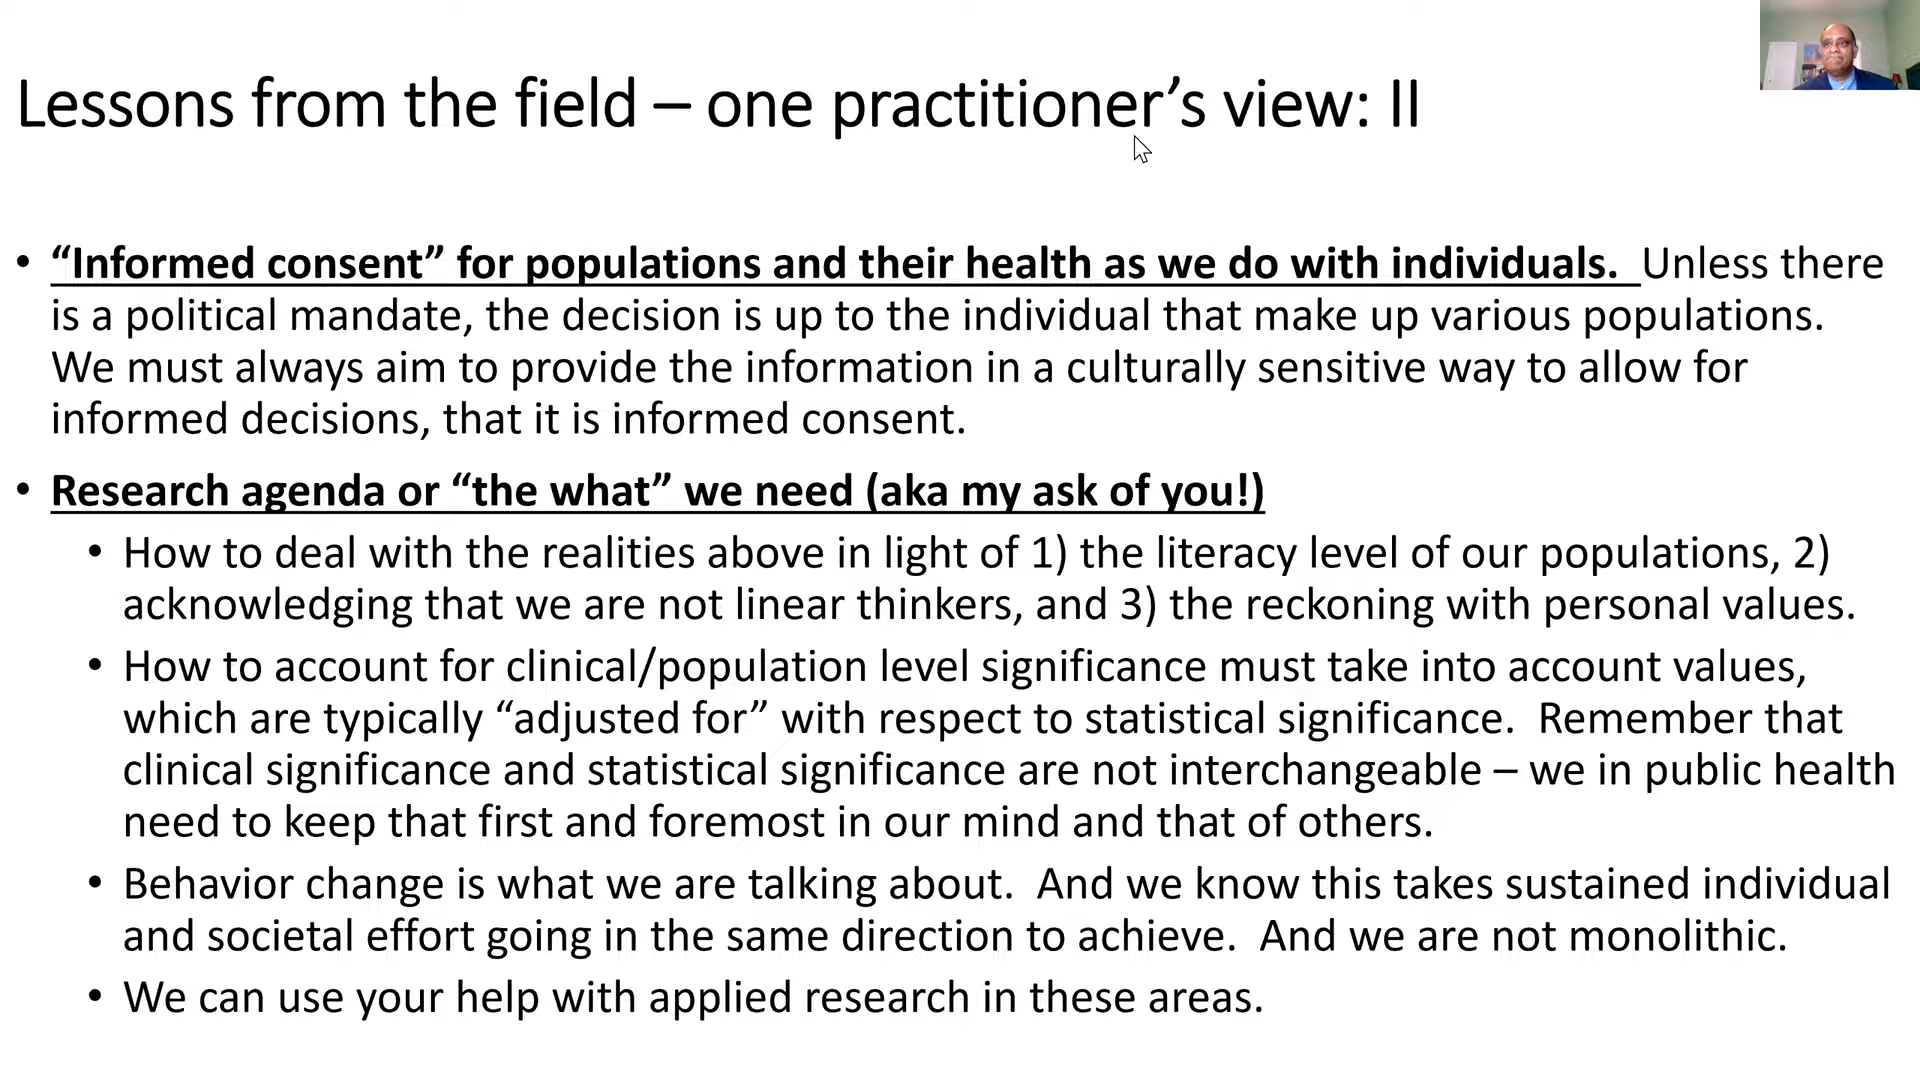 Lessons from the field – one practitioner’s view: II
• “Informed consent” for populations and their health as we do with individuals. Unless there
is a political mandate, the decision is up to the individual that make up various populations.
We must always aim to provide the information in a culturally sensitive way to allow for
informed decisions, that it is informed consent.
• Research agenda or “the what” we need (aka my ask of you!)
• How to deal with the realities above in light of 1) the literacy level of our populations, 2)
acknowledging that we are not linear thinkers, and 3) the reckoning with personal values.
• How to account for clinical/population level significance must take into account values,
which are typically “adjusted for” with respect to statistical significance. Remember that
clinical significance and statistical significance are not interchangeable – we in public health
need to keep that first and foremost in our mind and that of others.
• Behavior change is what we are talking about. And we know this takes sustained individual
and societal effort going in the same direction to achieve. And we are not monolithic.
• We can use your help with applied research in these areas.